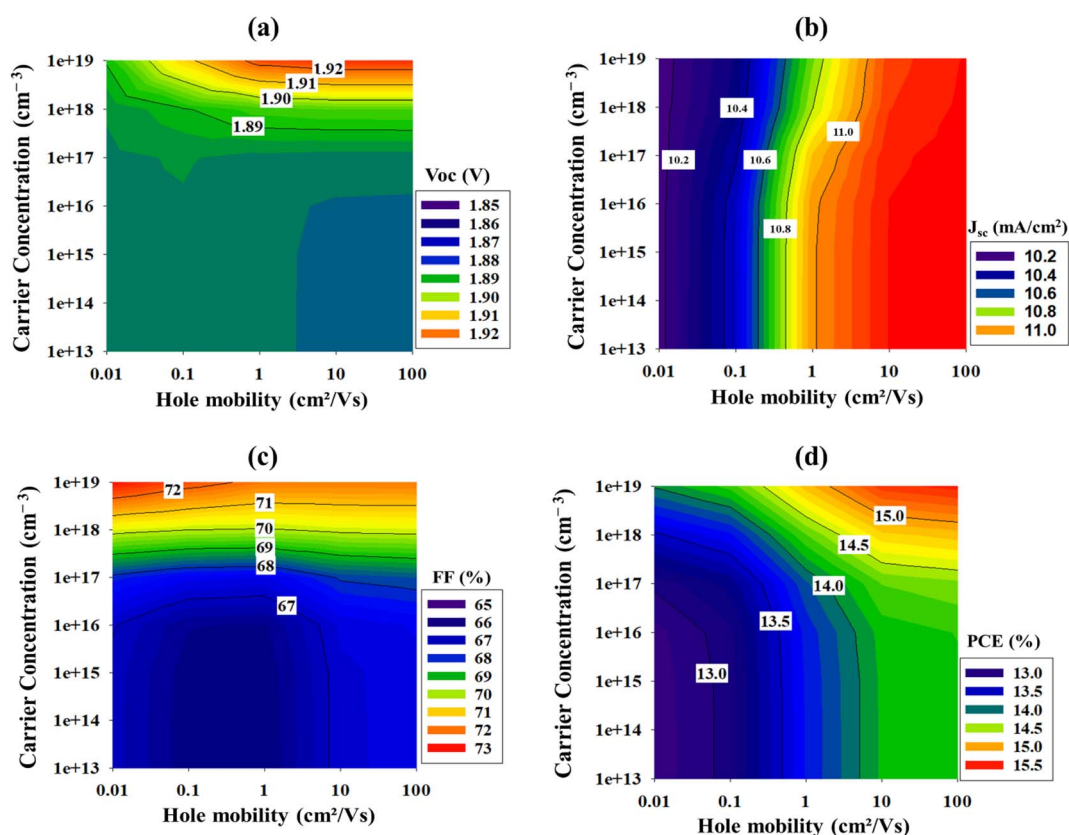 (a)
1e+19
1e+18
1e+17
1e+16
1e+15
1e+14
1e+13
Carrier Concentration (cm⁻³)
1.92
1.91
1.90
1.89
0.01 0.1 1 10 100
Hole mobility (cm²/Vs)
Voc (V)
1.85
1.86
1.87
1.88
1.89
1.90
1.91
1.92
(b)
1e+19
1e+18
1e+17
1e+16
1e+15
1e+14
1e+13
Carrier Concentration (cm⁻³)
10.4
11.0
10.2
10.6
10.8
0.01 0.1 1 10 100
Hole mobility (cm²/Vs)
Jsc (mA/cm²)
10.2
10.4
10.6
10.8
11.0
(c)
1e+19
1e+18
1e+17
1e+16
1e+15
1e+14
1e+13
Carrier Concentration (cm⁻³)
72
71
70
69
68
67
0.01 0.1 1 10 100
Hole mobility (cm²/Vs)
FF (%)
65
66
67
68
69
70
71
72
73
(d)
1e+19
1e+18
1e+17
1e+16
1e+15
1e+14
1e+13
Carrier Concentration (cm⁻³)
15.0
14.5
14.0
13.5
13.0
0.01 0.1 1 10 100
Hole mobility (cm²/Vs)
PCE (%)
13.0
13.5
14.0
14.5
15.0
15.5